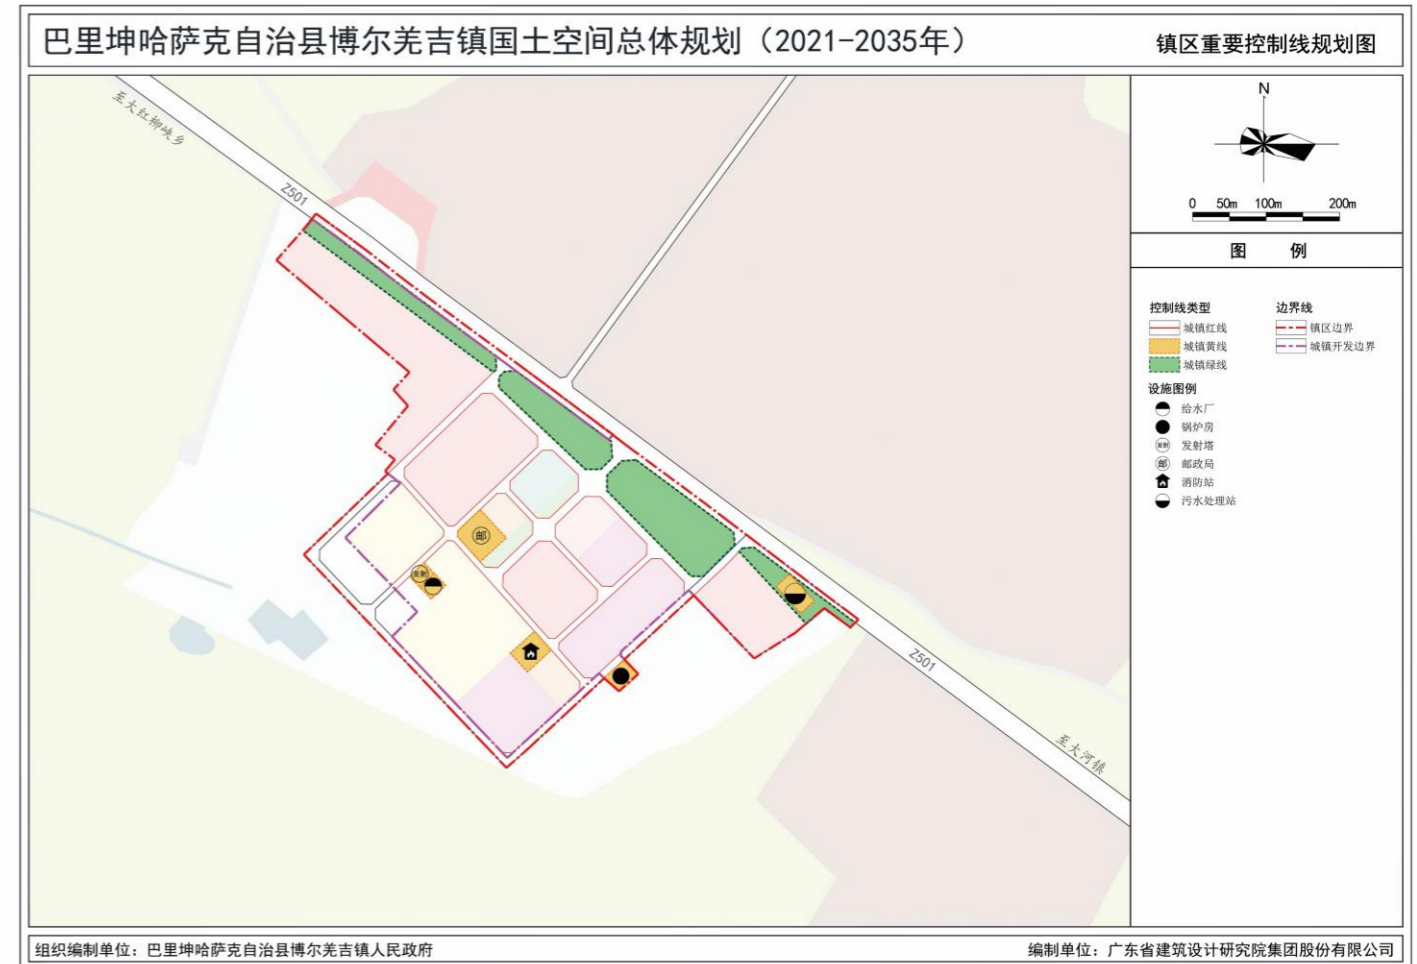 巴里坤哈萨克自治县博尔羌吉镇国土空间总体规划（2021-2035年）
镇区重要控制线规划图
至大红柳峡乡
Z501
邮
发射
Z501
至大河镇
N
0 50m 100m 200m
图 例
控制线类型
城镇红线
城镇黄线
城镇绿线
边界线
镇区边界
城镇开发边界
设施图例
给水厂
锅炉房
发射 发射塔
邮 邮政局
消防站
污水处理站
组织编制单位：巴里坤哈萨克自治县博尔羌吉镇人民政府
编制单位：广东省建筑设计研究院集团股份有限公司